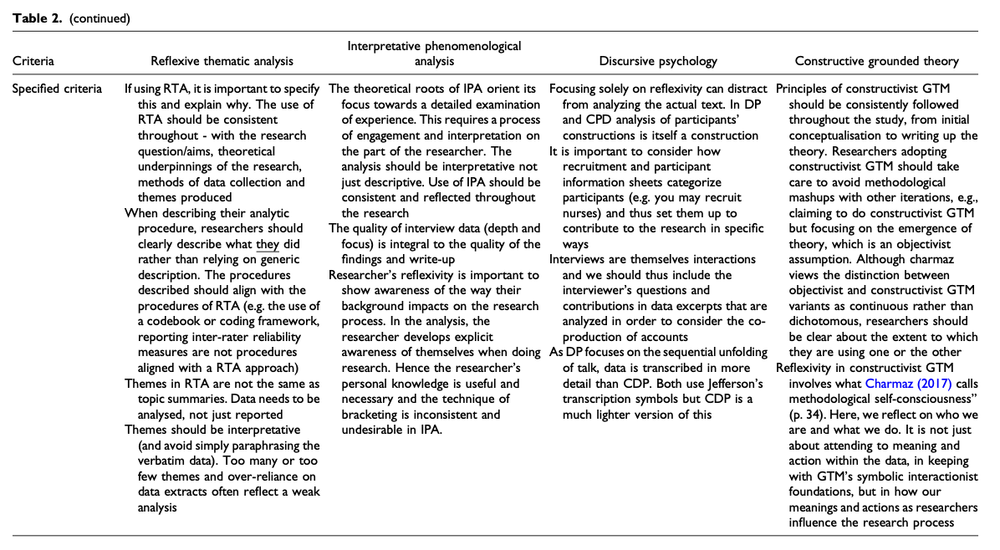 Table 2. (continued)
Criteria
Reflexive thematic analysis
Interpretative phenomenological
analysis
Discursive psychology
Constructive grounded theory
Specified criteria
If using RTA, it is important to specify
this and explain why. The use of
RTA should be consistent
throughout - with the research
question/aims, theoretical
underpinnings of the research,
methods of data collection and
themes produced
When describing their analytic
procedure, researchers should
clearly describe what they did
rather than relying on generic
description. The procedures
described should align with the
procedures of RTA (e.g. the use of
a codebook or coding framework,
reporting inter-rater reliability
measures are not procedures
aligned with a RTA approach)
Themes in RTA are not the same as
topic summaries. Data needs to be
analysed, not just reported
Themes should be interpretative
(and avoid simply paraphrasing the
verbatim data). Too many or too
few themes and over-reliance on
data extracts often reflect a weak
analysis
The theoretical roots of IPA orient its
focus towards a detailed examination
of experience. This requires a process
of engagement and interpretation on
the part of the researcher. The
analysis should be interpretative not
just descriptive. Use of IPA should be
consistent and reflected throughout
the research
The quality of interview data (depth and
focus) is integral to the quality of the
findings and write-up
Researcher's reflexivity is important to
show awareness of the way their
background impacts on the research
process. In the analysis, the
researcher develops explicit
awareness of themselves when doing
research. Hence the researcher's
personal knowledge is useful and
necessary and the technique of
bracketing is inconsistent and
undesirable in IPA.
Focusing solely on reflexivity can distract
from analyzing the actual text. In DP
and CPD analysis of participants'
constructions is itself a construction
It is important to consider how
recruitment and participant
information sheets categorize
participants (e.g. you may recruit
nurses) and thus set them up to
contribute to the research in specific
ways
Interviews are themselves interactions
and we should thus include the
interviewer's questions and
contributions in data excerpts that are
analyzed in order to consider the co-
production of accounts
As DP focuses on the sequential unfolding
of talk, data is transcribed in more
detail than CDP. Both use Jefferson's
transcription symbols but CDP is a
much lighter version of this
Principles of constructivist GTM
should be consistently followed
throughout the study, from initial
conceptualisation to writing up the
theory. Researchers adopting
constructivist GTM should take
care to avoid methodological
mashups with other iterations, e.g.,
claiming to do constructivist GTM
but focusing on the emergence of
theory, which is an objectivist
assumption. Although charmaz
views the distinction between
objectivist and constructivist GTM
variants as continuous rather than
dichotomous, researchers should
be clear about the extent to which
they are using one or the other
Reflexivity in constructivist GTM
involves what Charmaz (2017) calls
methodological self-consciousness”
(p. 34). Here, we reflect on who we
are and what we do. It is not just
about attending to meaning and
action within the data, in keeping
with GTM's symbolic interactionist
foundations, but in how our
meanings and actions as researchers
influence the research process